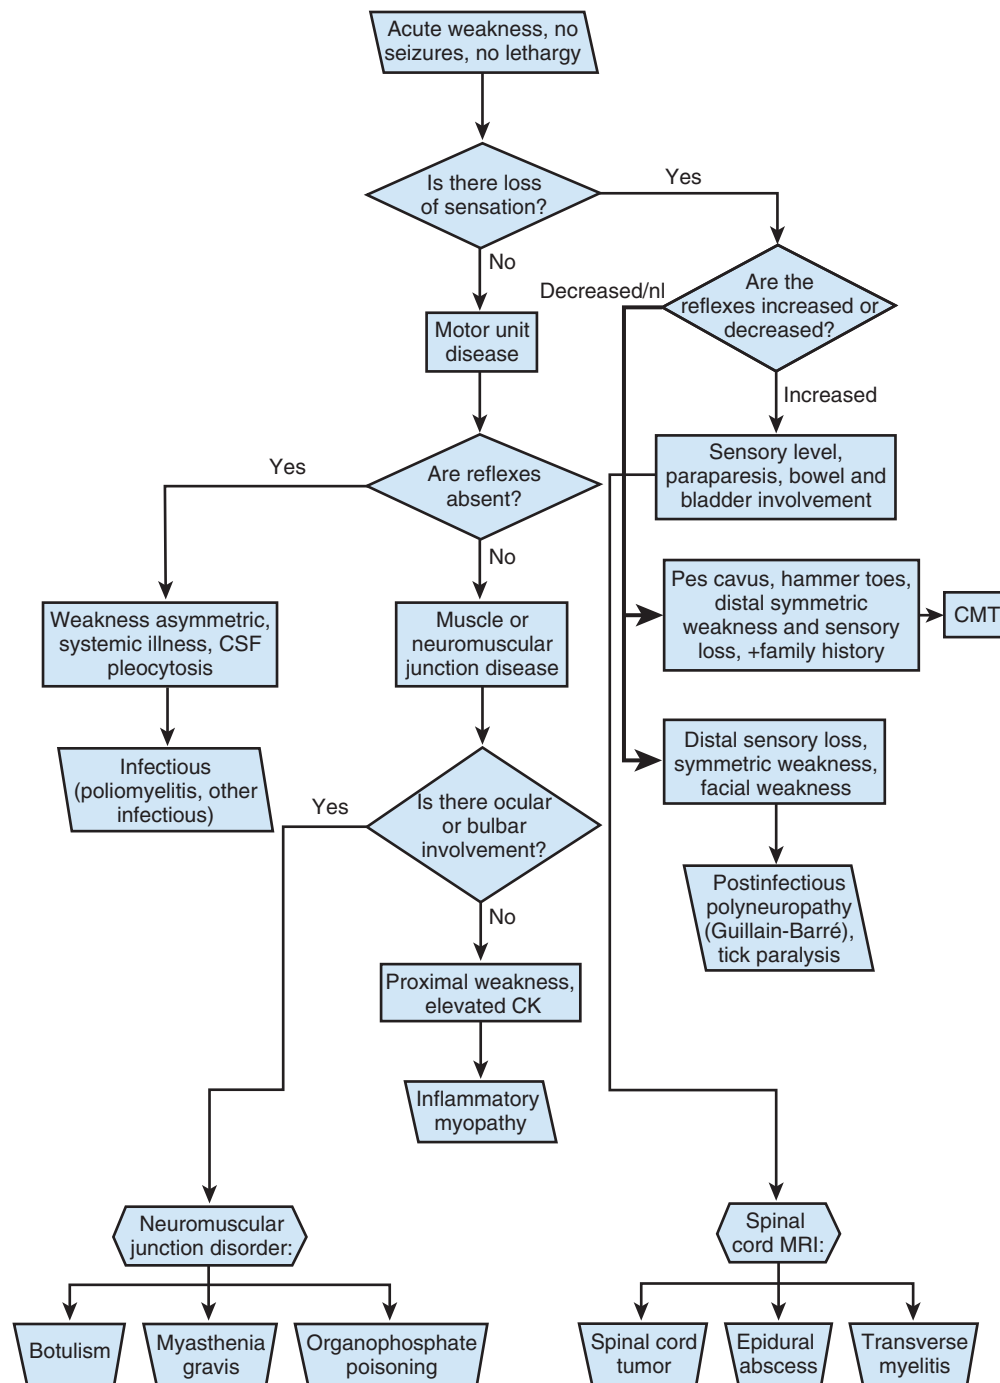 Acute weakness, no
seizures, no lethargy
Is there loss
of sensation?
Yes
No
Decreased/nl
Are the
reflexes increased or
decreased?
Motor unit
disease
Increased
Yes
Are reflexes
absent?
Sensory level,
paraparesis, bowel and
bladder involvement
No
Weakness asymmetric,
systemic illness, CSF
pleocytosis
Muscle or
neuromuscular
junction disease
Pes cavus, hammer toes,
distal symmetric
weakness and sensory
loss, +family history
CMT
Infectious
(poliomyelitis, other
infectious)
Yes
Is there ocular
or bulbar
involvement?
Distal sensory loss,
symmetric weakness,
facial weakness
No
Postinfectious
polyneuropathy
(Guillain-Barré),
tick paralysis
Proximal weakness,
elevated CK
Inflammatory
myopathy
Neuromuscular
junction disorder:
Spinal
cord MRI:
Botulism
Myasthenia
gravis
Organophosphate
poisoning
Spinal cord
tumor
Epidural
abscess
Transverse
myelitis